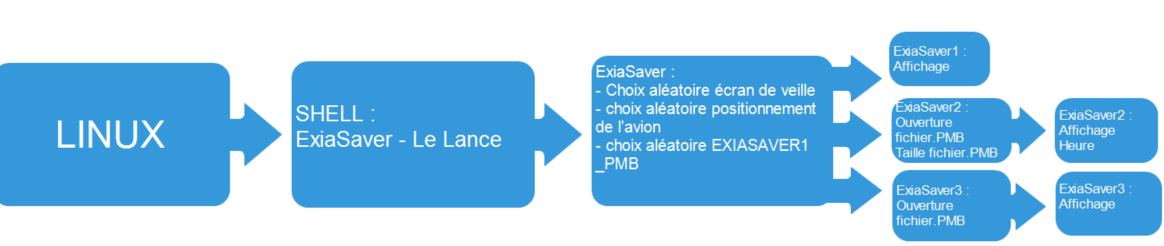 LINUX
SHELL :
ExiaSaver - Le Lance
ExiaSaver :
- Choix aléatoire écran de veille
- choix aléatoire positionnement
de l'avion
- choix aléatoire EXIASAVER1
_PMB
ExiaSaver1 :
Affichage
ExiaSaver2 :
Ouverture
fichier.PMB
Taille fichier.PMB
ExiaSaver2 :
Affichage
Heure
ExiaSaver3 :
Ouverture
fichier.PMB
ExiaSaver3 :
Affichage